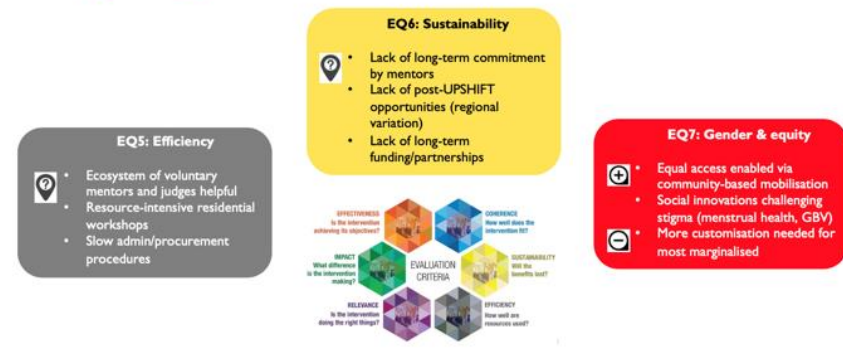 EQ6: Sustainability
Lack of long-term commitment
by mentors
Lack of post-UPSHIFT
opportunities (regional
variation)
Lack of long-term
funding/partnerships
EQ5: Efficiency
Ecosystem of voluntary
mentors and judges helpful
Resource-intensive residential
workshops
Slow admin/procurement
procedures
EQ7: Gender & equity
Equal access enabled via
community-based mobilisation
Social innovations challenging
stigma (menstrual health, GBV)
More customisation needed for
most marginalised
EFFECTIVENESS
Is the intervention
achieving its objectives?
COHERENCE
How well does the
intervention fit?
IMPACT
What difference
is the intervention
making?
EVALUATION
CRITERIA
SUSTAINABILITY
Will the
benefits last?
RELEVANCE
Is the intervention
doing the right things?
EFFICIENCY
How well are
resources used?